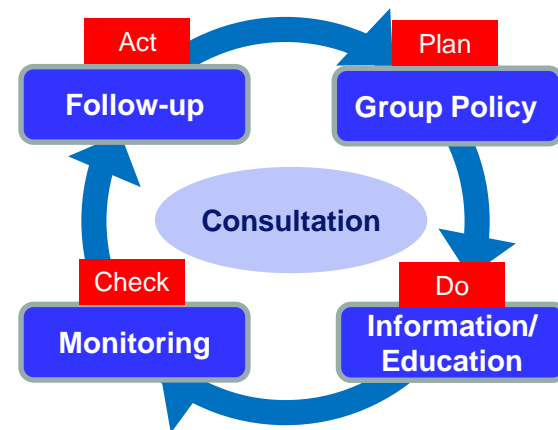 Act
Follow-up
Plan
Group Policy
Consultation
Check
Monitoring
Do
Information/
Education